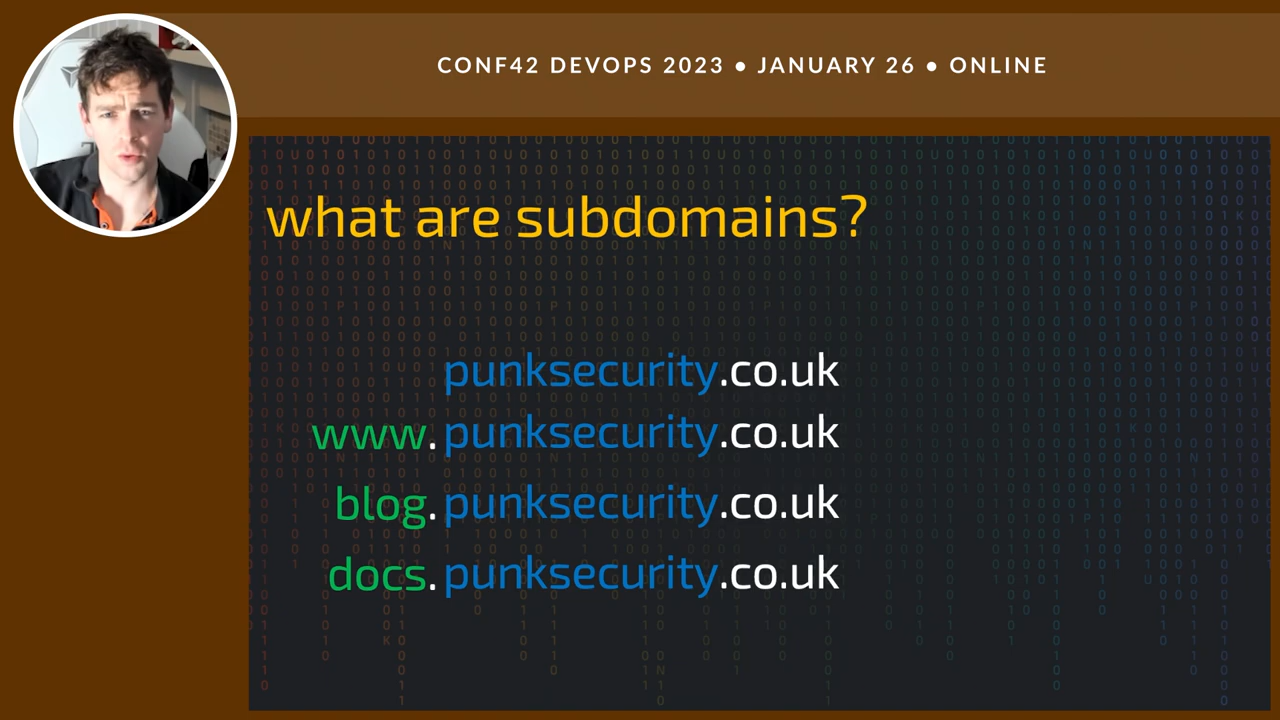 CONF42 DEVOPS 2023 • JANUARY 26 • ONLINE
what are subdomains?
punksecurity.co.uk
www.punksecurity.co.uk
blog.punksecurity.co.uk
docs.punksecurity.co.uk